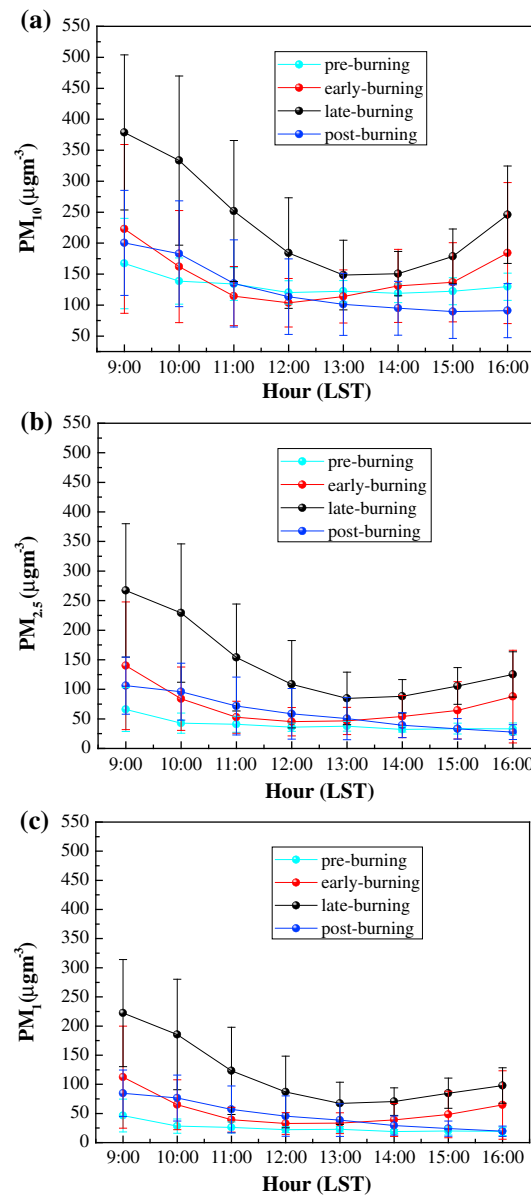 (a)
550
500
450
400
350
300
250
200
150
100
50
PM10 (µgm-3)
pre-burning
early-burning
late-burning
post-burning
9:00 10:00 11:00 12:00 13:00 14:00 15:00 16:00
Hour (LST)
(b)
550
500
450
400
350
300
250
200
150
100
50
0
PM2.5 (µgm-3)
pre-burning
early-burning
late-burning
post-burning
9:00 10:00 11:00 12:00 13:00 14:00 15:00 16:00
Hour (LST)
(c)
550
500
450
400
350
300
250
200
150
100
50
0
PM1 (µgm-3)
pre-burning
early-burning
late-burning
post-burning
9:00 10:00 11:00 12:00 13:00 14:00 15:00 16:00
Hour (LST)